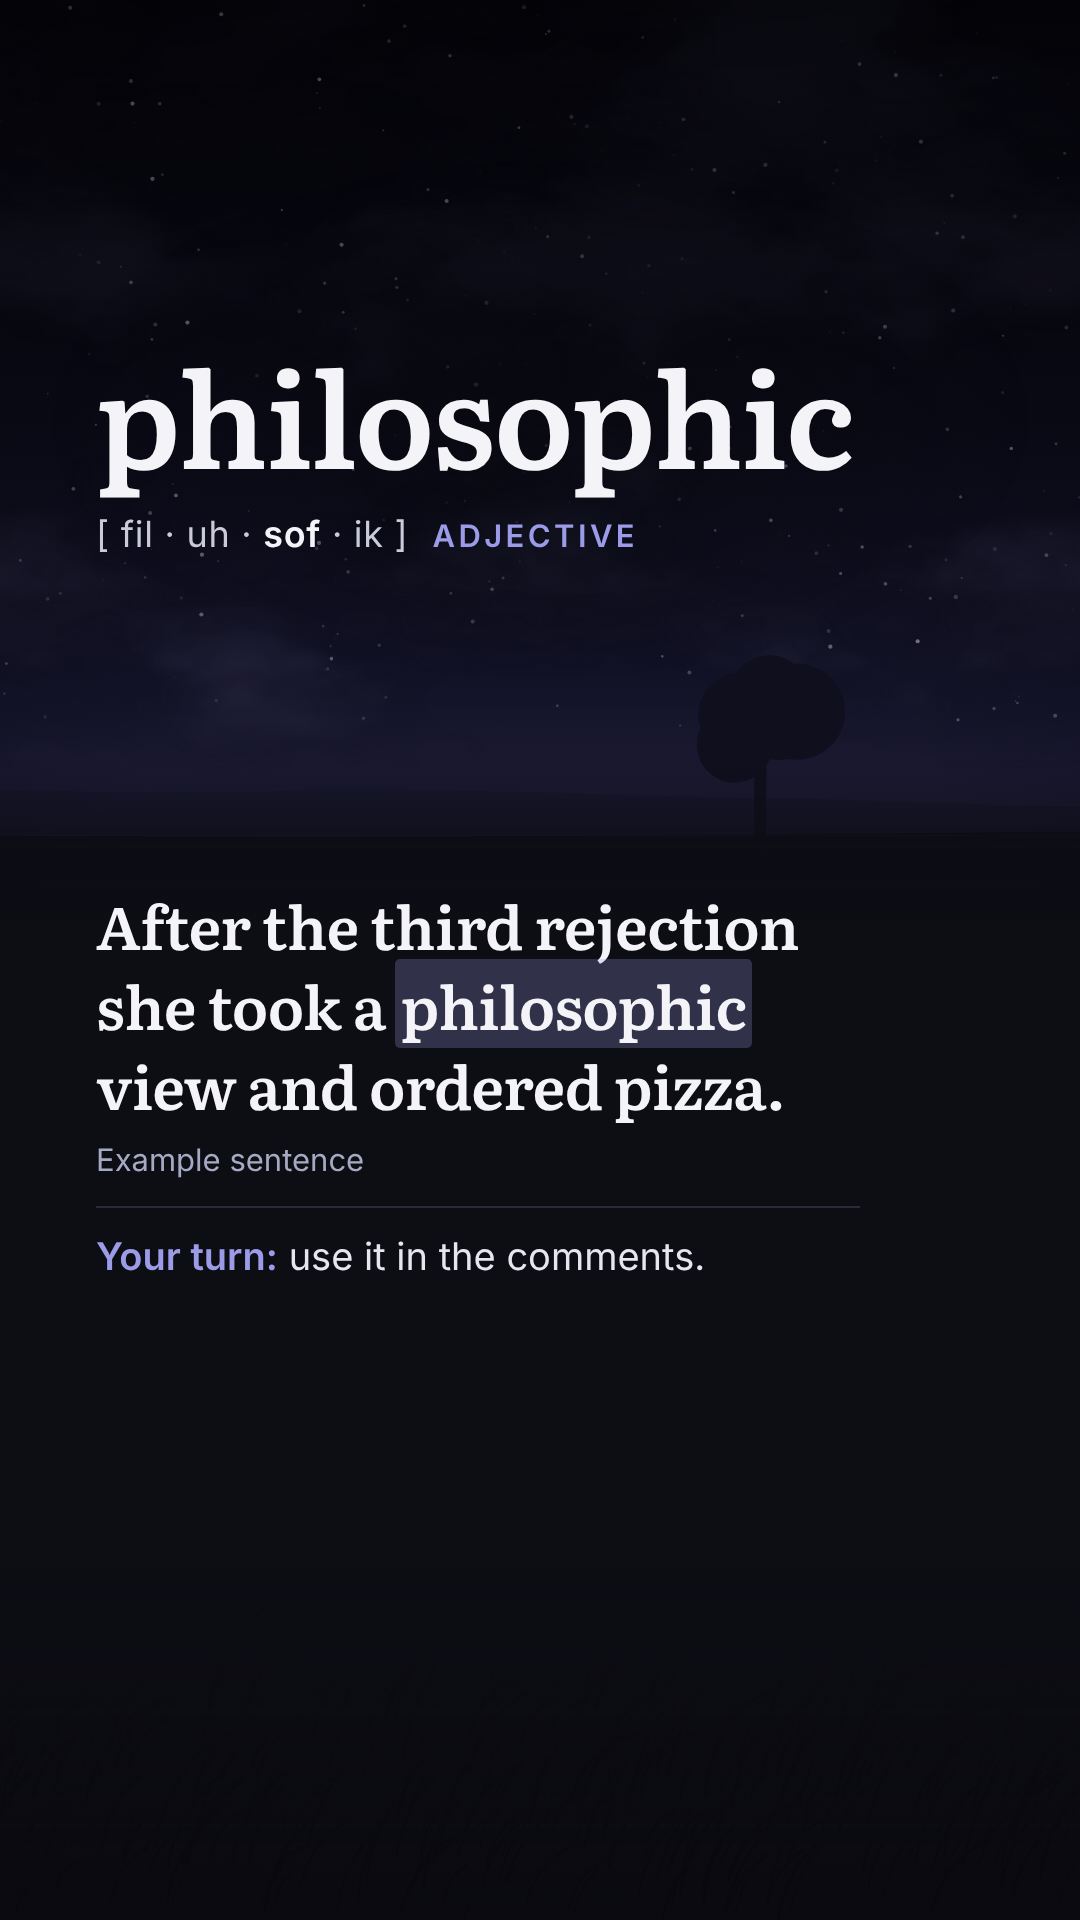 philosophic
[ fil · uh · sof · ik ] ADJECTIVE
After the third rejection
she took a philosophic
view and ordered pizza.
Example sentence
Your turn: use it in the comments.